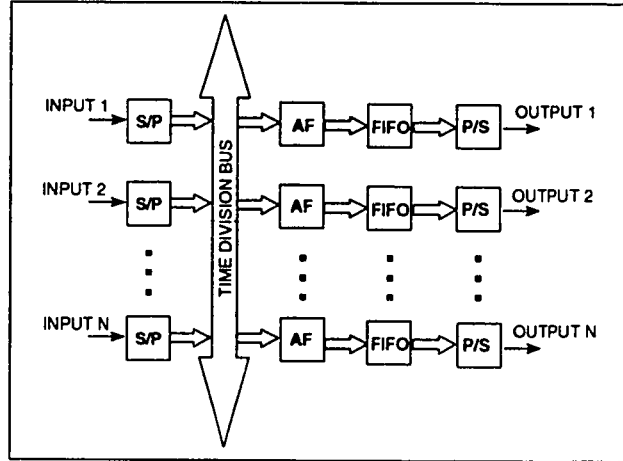 INPUT 1
S/P
AF
FIFO
P/S
OUTPUT 1
INPUT 2
S/P
AF
FIFO
P/S
OUTPUT 2
TIME DIVISION BUS
INPUT N
S/P
AF
FIFO
P/S
OUTPUT N